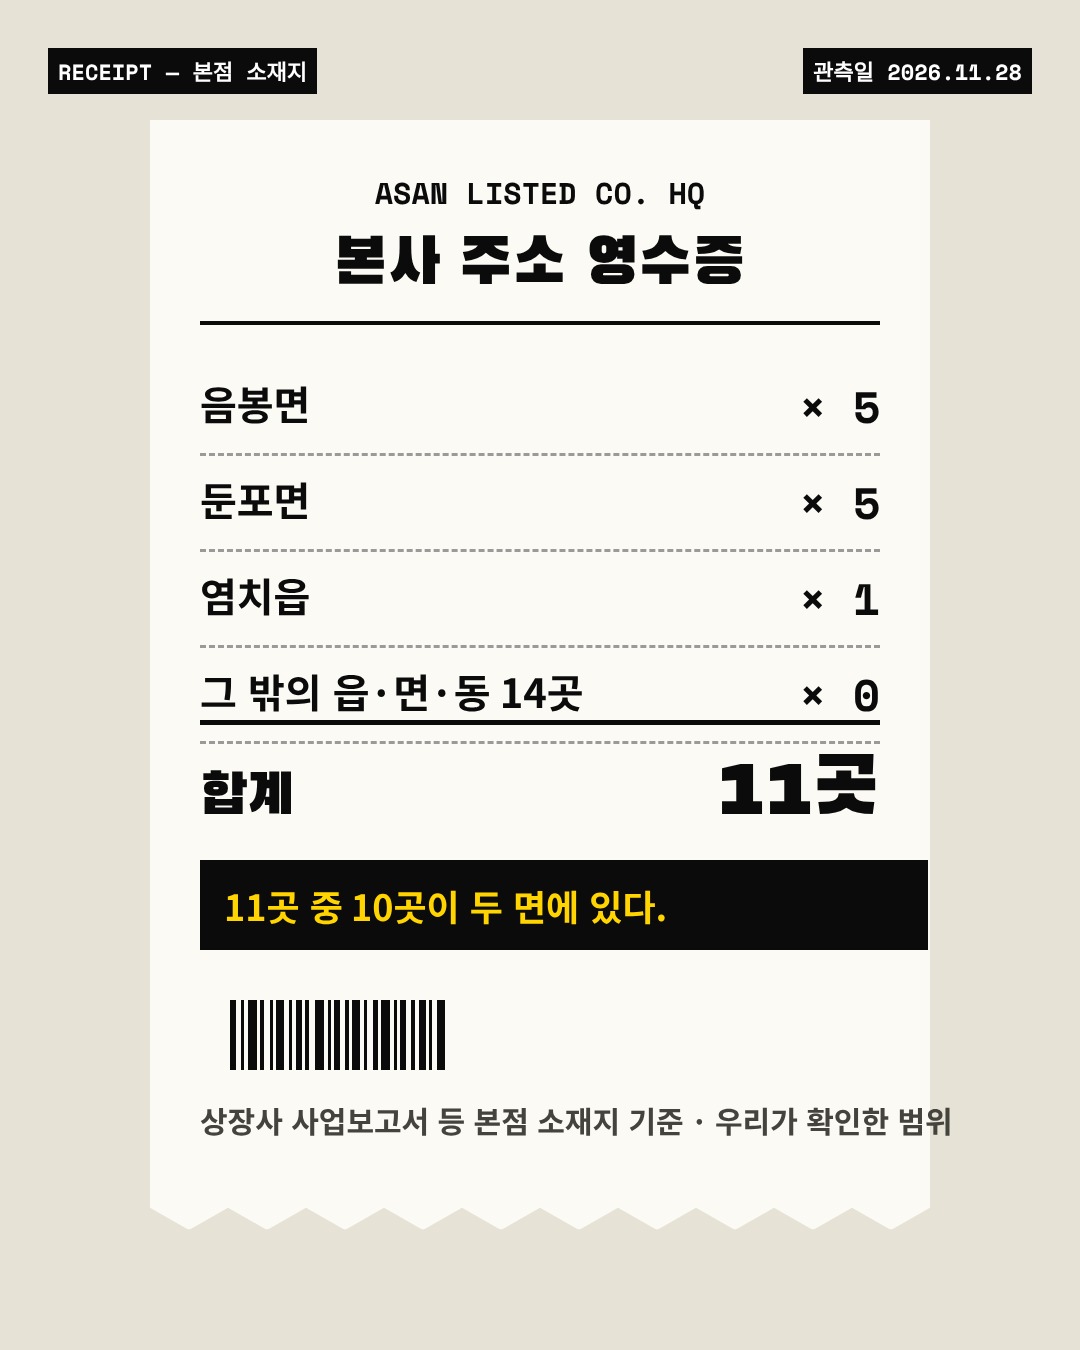 RECEIPT — 본점 소재지
관측일 2026.11.28
ASAN LISTED CO. HQ
본사 주소 영수증
음봉면 × 5
둔포면 × 5
염치읍 × 1
그 밖의 읍·면·동 14곳 × 0
합계 11곳
11곳 중 10곳이 두 면에 있다.
상장사 사업보고서 등 본점 소재지 기준 · 우리가 확인한 범위